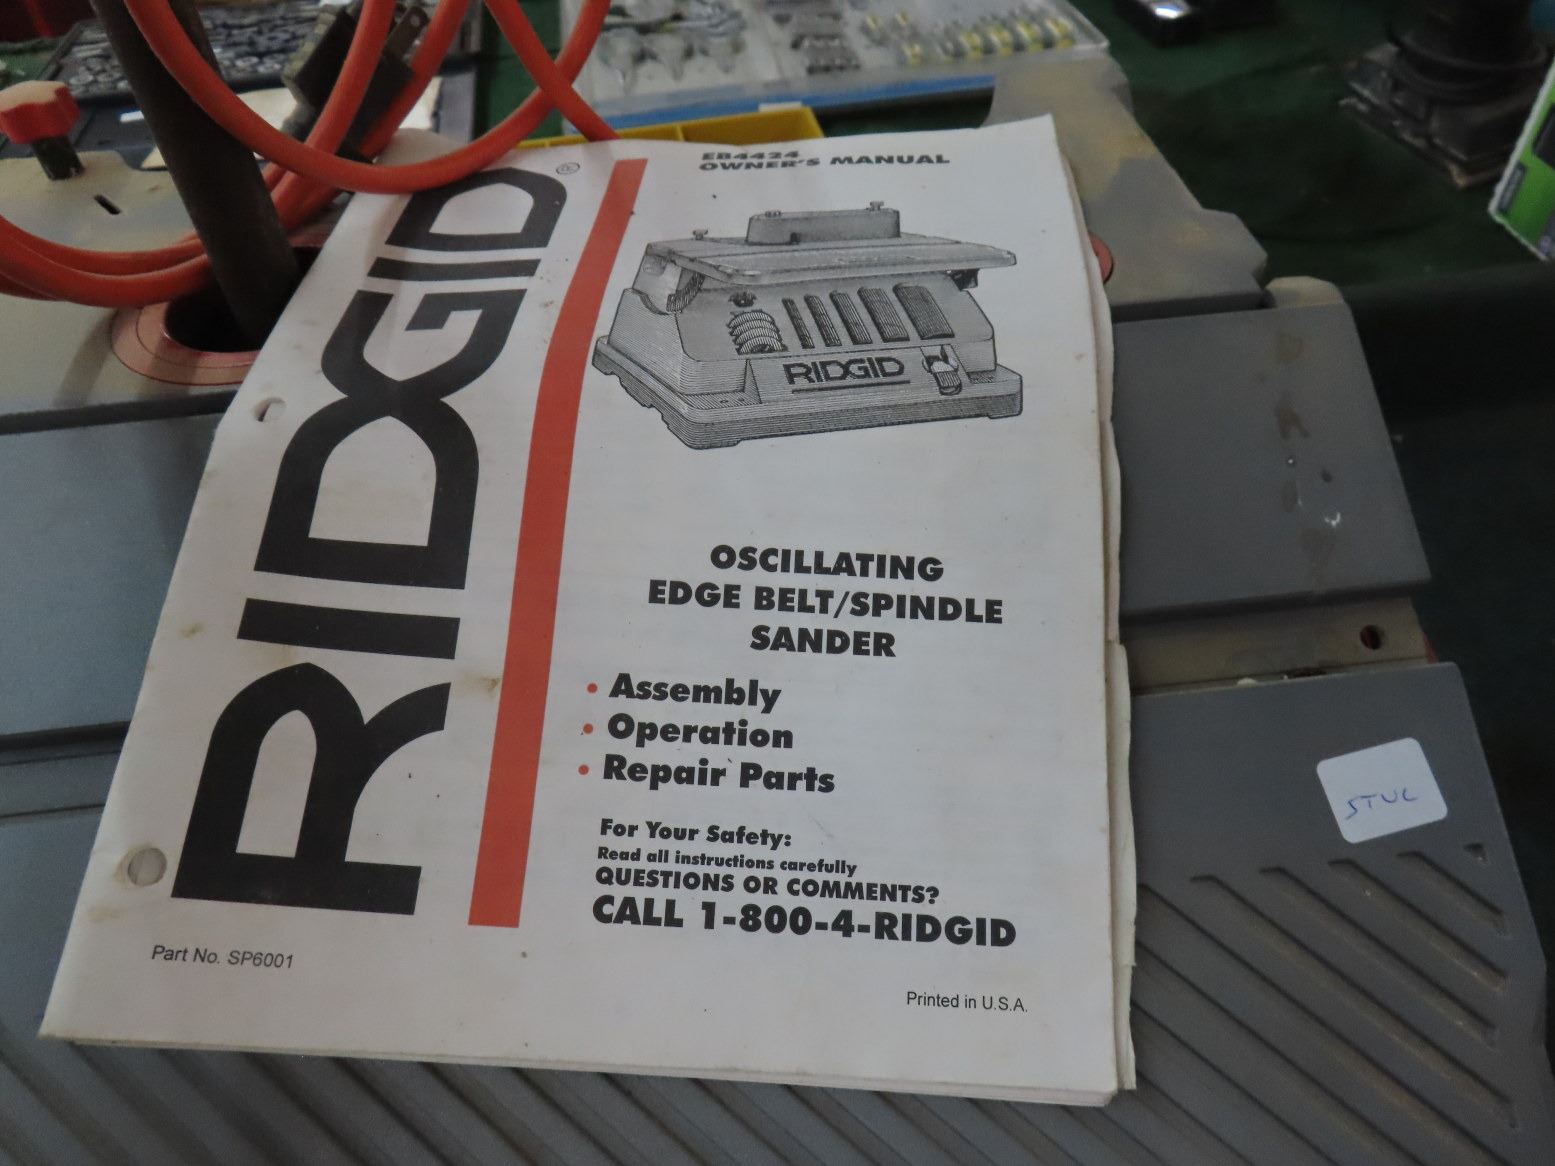 EB4424
OWNER'S MANUAL
RIDGID®
RIDGID
OSCILLATING
EDGE BELT/SPINDLE
SANDER
• Assembly
• Operation
• Repair Parts
For Your Safety:
Read all instructions carefully
QUESTIONS OR COMMENTS?
CALL 1-800-4-RIDGID
Part No. SP6001
Printed in U.S.A.